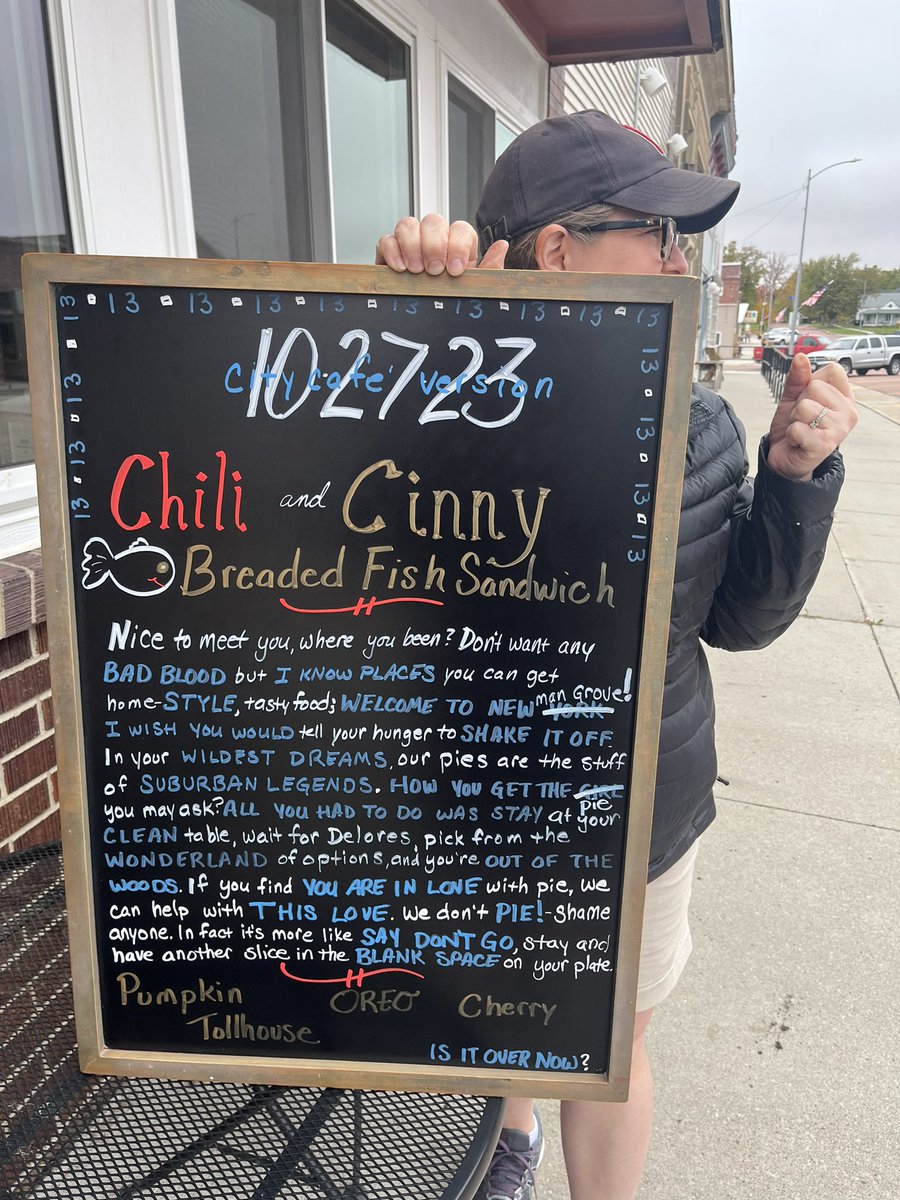 13 13 13 13 13 13 13 13 13
10·27·23
city cafe' version
13
13
13
13
13
13
13
Chili and Cinny
Breaded Fish Sandwich
Nice to meet you, where you been? Don't want any
BAD BLOOD but I KNOW PLACES you can get
home-STYLE, tasty food; WELCOME TO NEW YORK man Grove!
I WISH YOU WOULD tell your hunger to SHAKE IT OFF.
In your WILDEST DREAMS, our pies are the stuff
of SUBURBAN LEGENDS. HOW YOU GET THE GIRL pie
you may ask? ALL YOU HAD TO DO WAS STAY at your
CLEAN table, wait for Delores, pick from the
WONDERLAND of options, and you're OUT OF THE
WOODS. If you find YOU ARE IN LOVE with pie, we
can help with THIS LOVE. We don't PIE!-shame
anyone. In fact it's more like SAY DON'T GO, stay and
have another slice in the BLANK SPACE on your plate.
Pumpkin OREO Cherry
Tollhouse
IS IT OVER NOW?